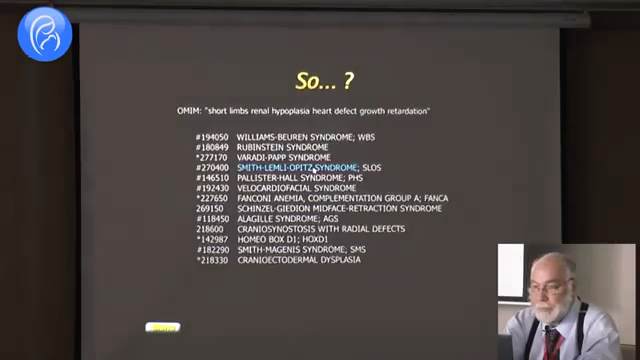 So... ?
OMIM: "short limbs renal hypoplasia heart defect growth retardation"
#194050 WILLIAMS-BEUREN SYNDROME; WBS
#180849 RUBINSTEIN SYNDROME
*277170 VARADI-PAPP SYNDROME
#270400 SMITH-LEMLI-OPITZ SYNDROME; SLOS
#146510 PALLISTER-HALL SYNDROME; PHS
#192430 VELOCARDIOFACIAL SYNDROME
*227650 FANCONI ANEMIA, COMPLEMENTATION GROUP A; FANCA
269150 SCHINZEL-GIEDION MIDFACE-RETRACTION SYNDROME
#118450 ALAGILLE SYNDROME; AGS
218600 CRANIOSYNOSTOSIS WITH RADIAL DEFECTS
*142987 HOMEO BOX D1; HOXD1
#182290 SMITH-MAGENIS SYNDROME; SMS
*218330 CRANIOECTODERMAL DYSPLASIA